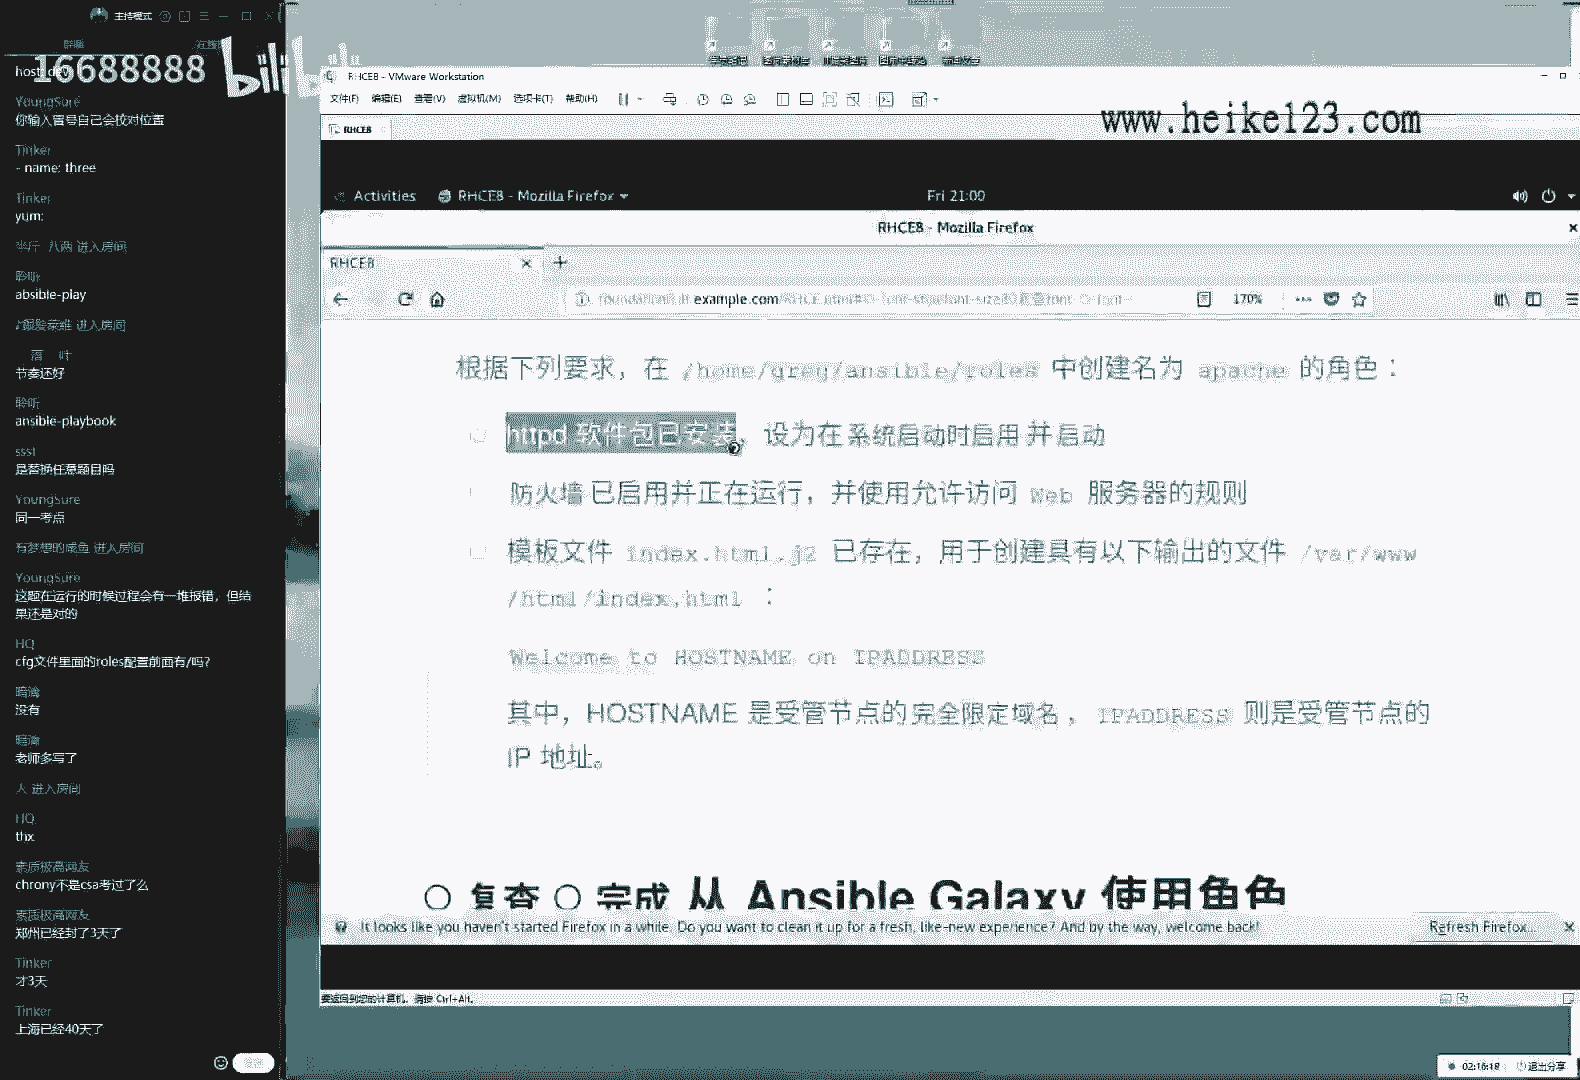 主持模式
群聊
16688888
bilibili
YoungSure
你输入冒号自己会校对位置
Tinker
- name: three
Tinker
yum:
半斤 八两 进入房间
聆听
absible-play
进入房间
落 叶
节奏还好
聆听
ansible-playbook
ssst
是替换任意题目吗
YoungSure
同一考点
有梦想的咸鱼 进入房间
YoungSure
这题在运行的时候过程会有一堆报错，但结
果还是对的
HQ
cfg文件里面的roles配置前面有/吗?
没有
老师多写了
人 进入房间
HQ
thx
素质极高网友
chrony不是csa考过了么
素质极高网友
郑州已经封了3天了
Tinker
才3天
Tinker
上海已经40天了
RHCE8 - VMware Workstation
文件(F) 编辑(E) 查看(V) 虚拟机(M) 选项卡(T) 帮助(H)
RHCE8
www.heike123.com
Activities RHCE8 - Mozilla Firefox Fri 21:00
RHCE8 - Mozilla Firefox
RHCE8
170%
根据下列要求，在 /home/greg/ansible/roles 中创建名为 apache 的角色：
httpd 软件包已安装，设为在系统启动时启用并启动
防火墙已启用并正在运行，并使用允许访问 Web 服务器的规则
模板文件 index.html.j2 已存在，用于创建具有以下输出的文件 /var/www
/html/index.html ：
Welcome to HOSTNAME on IPADDRESS
其中，HOSTNAME 是受管节点的完全限定域名，IPADDRESS 则是受管节点的
IP 地址。
○ 复查 ○ 完成 从 Ansible Galaxy 使用角色
It looks like you haven't started Firefox in a while. Do you want to clean it up for a fresh, like-new experience? And by the way, welcome back!
Refresh Firefox...
要返回到您的计算机，请按 Ctrl+Alt。
02:16:18 退出分享